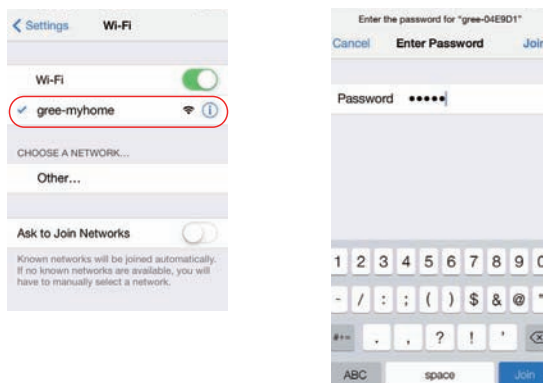 Settings Wi-Fi
Wi-Fi
gree-myhome
CHOOSE A NETWORK...
Other...
Ask to Join Networks
Known networks will be joined automatically.
If no known networks are available, you will
have to manually select a network.
Enter the password for "gree-04E9D1"
Cancel Enter Password Join
Password •••••
1 2 3 4 5 6 7 8 9 0
- / : ; ( ) $ & @ "
#+= . , ? ! '
ABC space Join